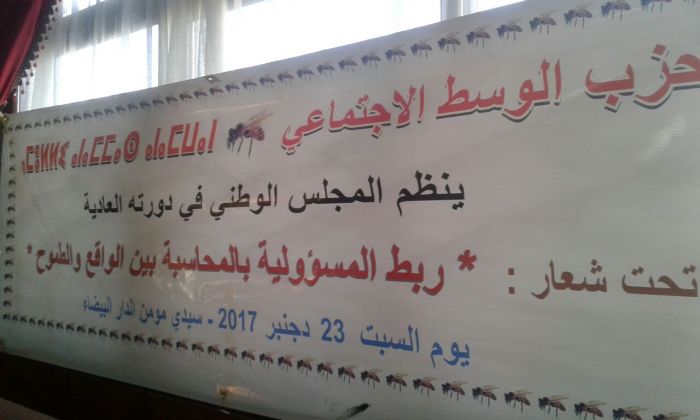 حزب الوسط الاجتماعي
ينظم المجلس الوطني في دورته العادية
تحت شعار : * ربط المسؤولية بالمحاسبة بين الواقع والطموح *
يوم السبت 23 دجنبر 2017 - سيدي مومن الدار البيضاء